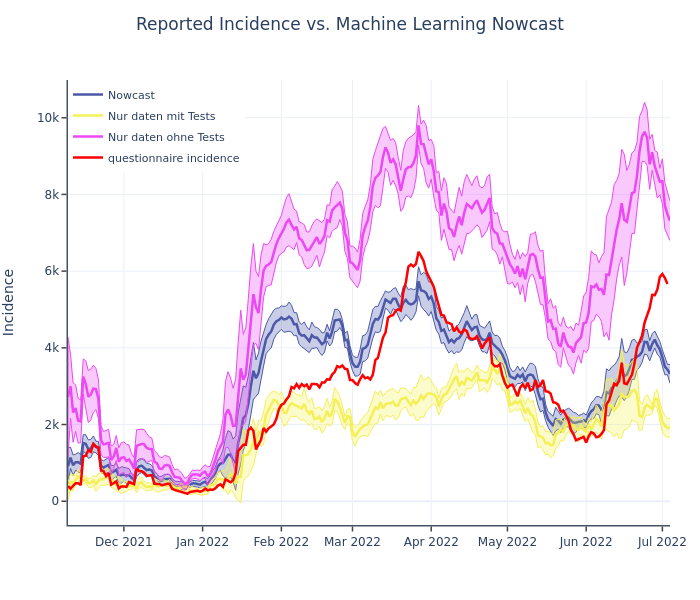 Reported Incidence vs. Machine Learning Nowcast
Nowcast
Nur daten mit Tests
Nur daten ohne Tests
questionnaire incidence
Incidence
10k
8k
6k
4k
2k
0
Dec 2021
Jan 2022
Feb 2022
Mar 2022
Apr 2022
May 2022
Jun 2022
Jul 2022